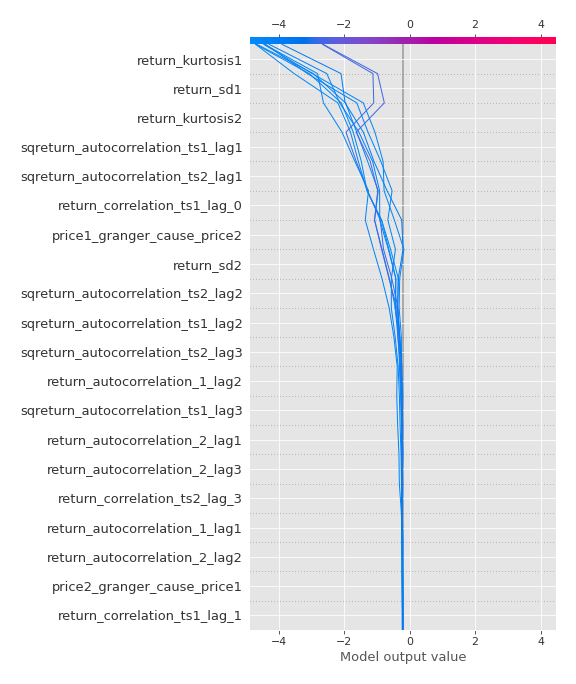 −4 −2 0 2 4
return_kurtosis1
return_sd1
return_kurtosis2
sqreturn_autocorrelation_ts1_lag1
sqreturn_autocorrelation_ts2_lag1
return_correlation_ts1_lag_0
price1_granger_cause_price2
return_sd2
sqreturn_autocorrelation_ts2_lag2
sqreturn_autocorrelation_ts1_lag2
sqreturn_autocorrelation_ts2_lag3
return_autocorrelation_1_lag2
sqreturn_autocorrelation_ts1_lag3
return_autocorrelation_2_lag1
return_autocorrelation_2_lag3
return_correlation_ts2_lag_3
return_autocorrelation_1_lag1
return_autocorrelation_2_lag2
price2_granger_cause_price1
return_correlation_ts1_lag_1
−4 −2 0 2 4
Model output value